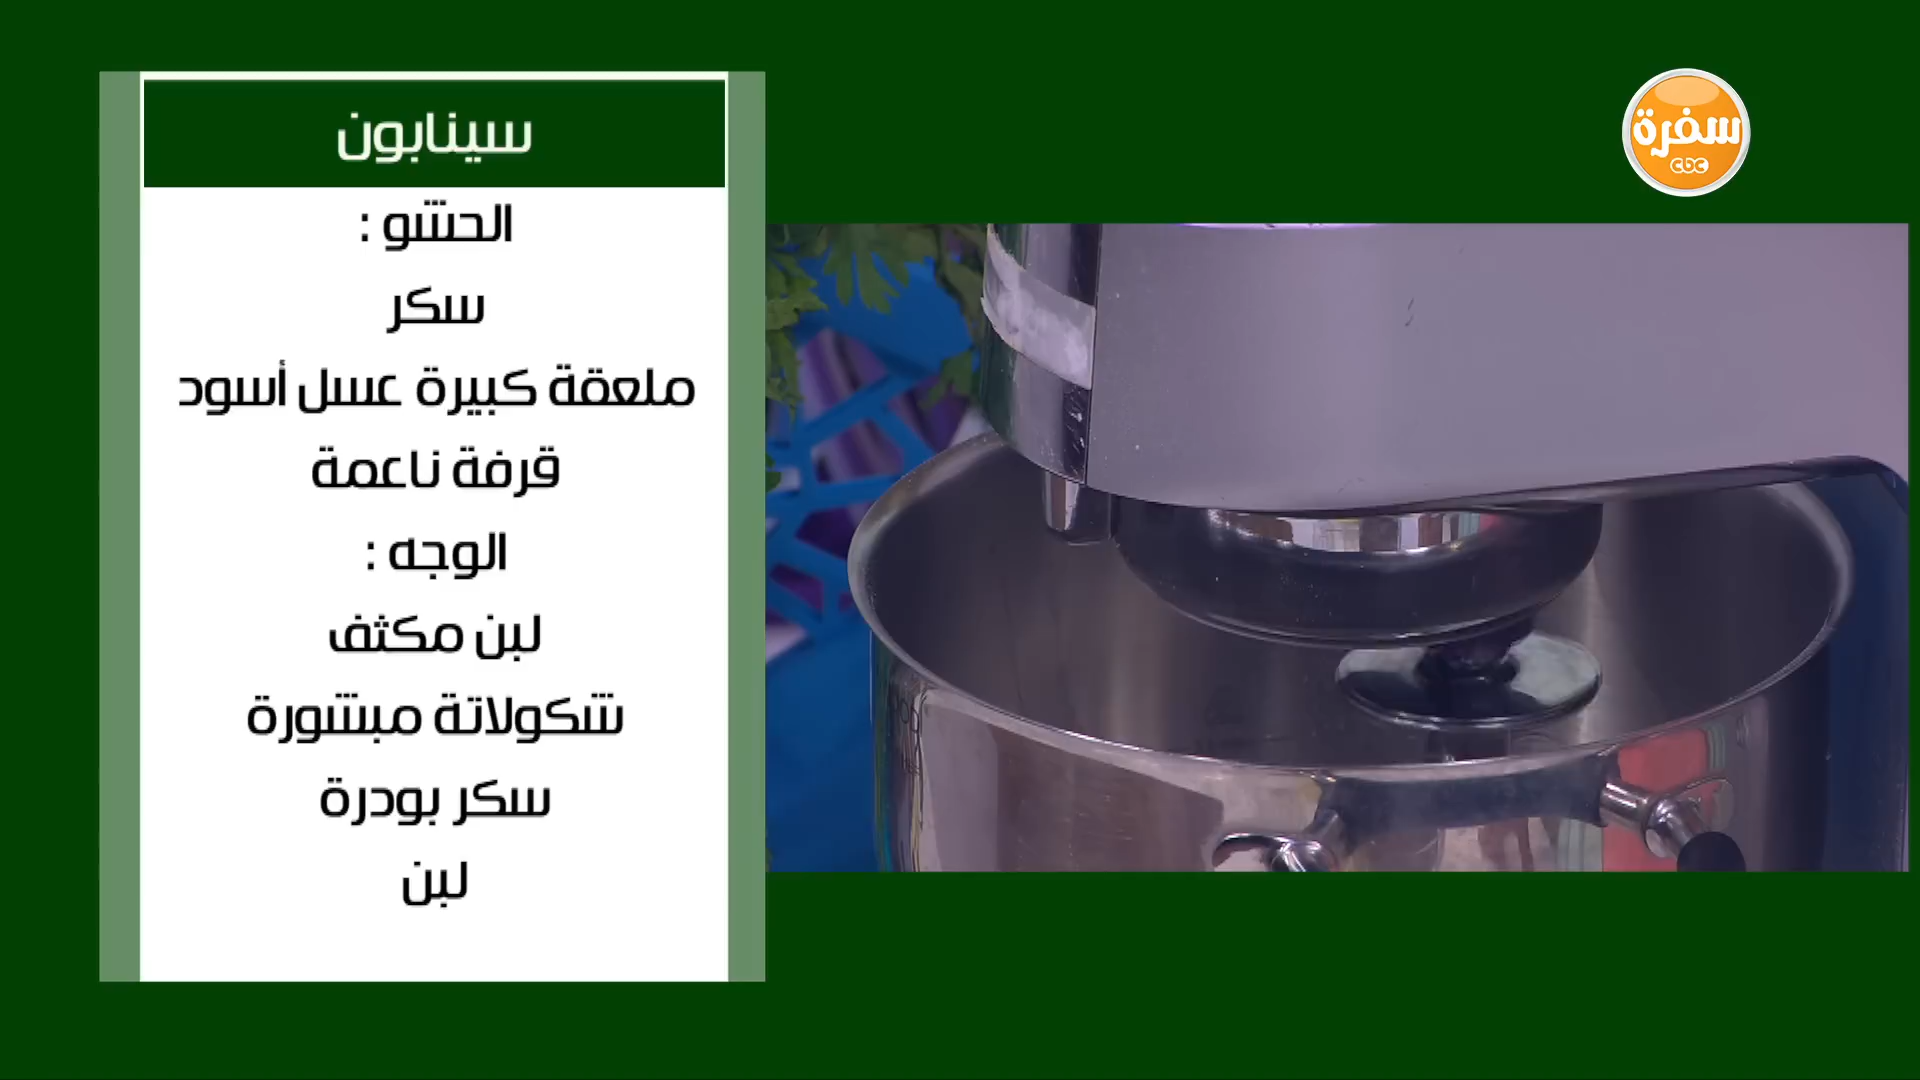 سينابون
الحشو :
سكر
ملعقة كبيرة عسل أسود
قرفة ناعمة
الوجه :
لبن مكثف
شكولاتة مبشورة
سكر بودرة
لبن
سفرة
cbc